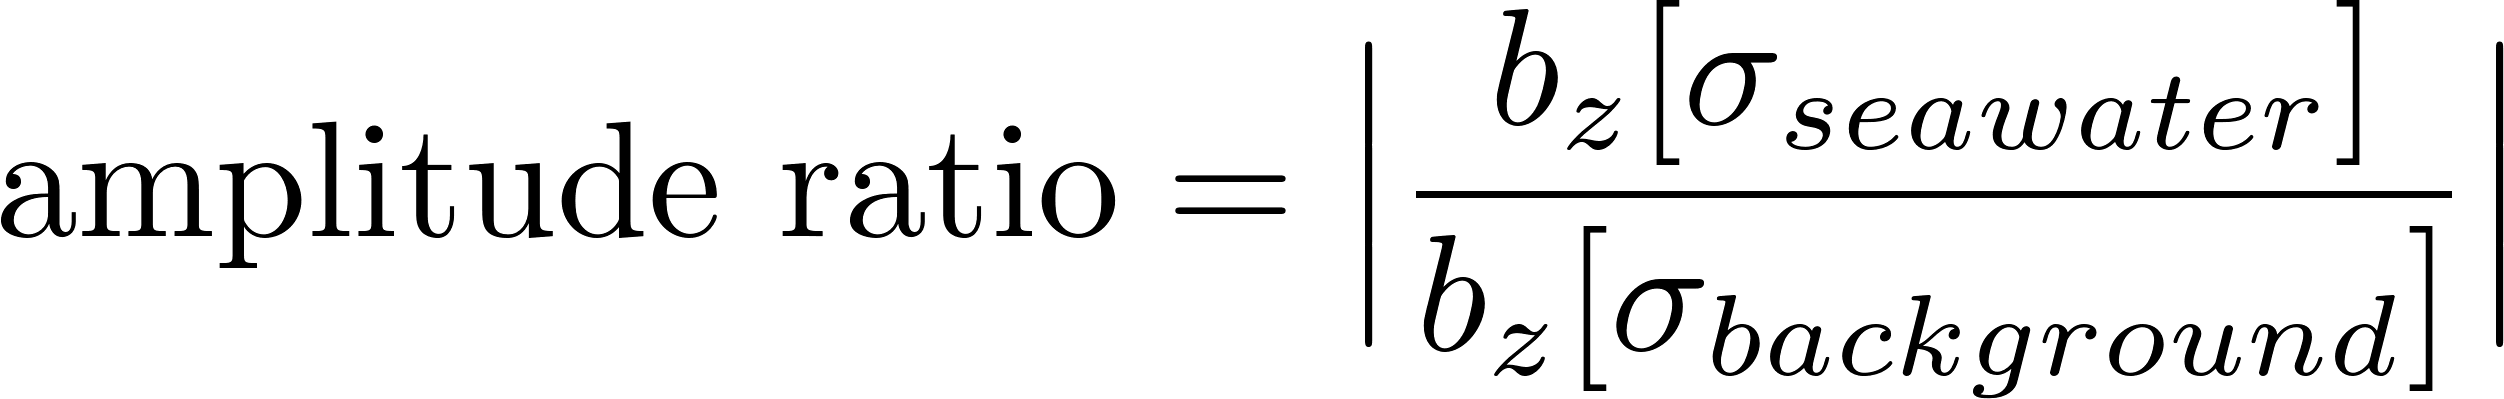 amplitude ratio = | b_z [σ_seawater] / b_z [σ_background] |